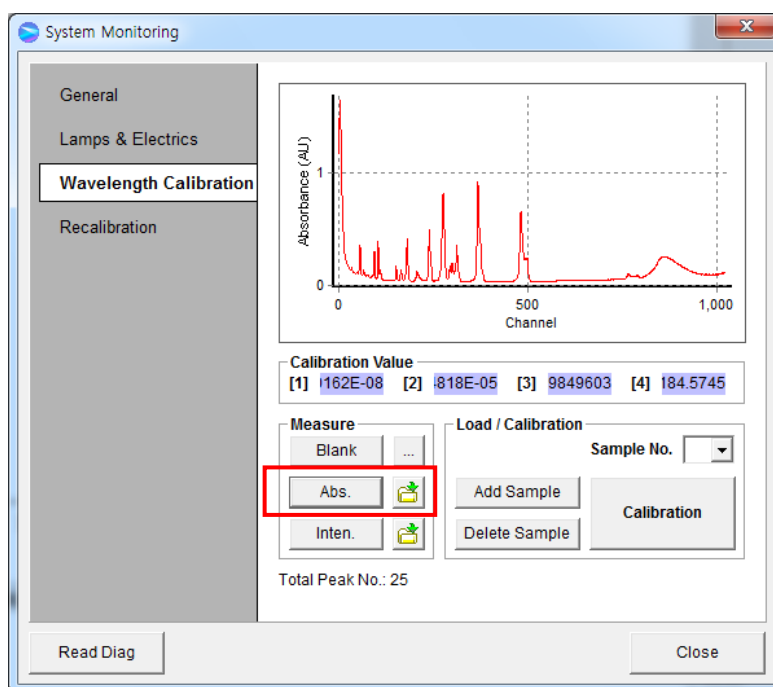 System Monitoring
General
Lamps & Electrics
Wavelength Calibration
Recalibration
Absorbance (AU)
1
0
0 500 1,000
Channel
Calibration Value
[1] 162E-08 [2] 818E-05 [3] 9849603 [4] 184.5745
Measure
Blank ...
Abs.
Inten.
Load / Calibration
Sample No.
Add Sample
Delete Sample
Calibration
Total Peak No.: 25
Read Diag
Close